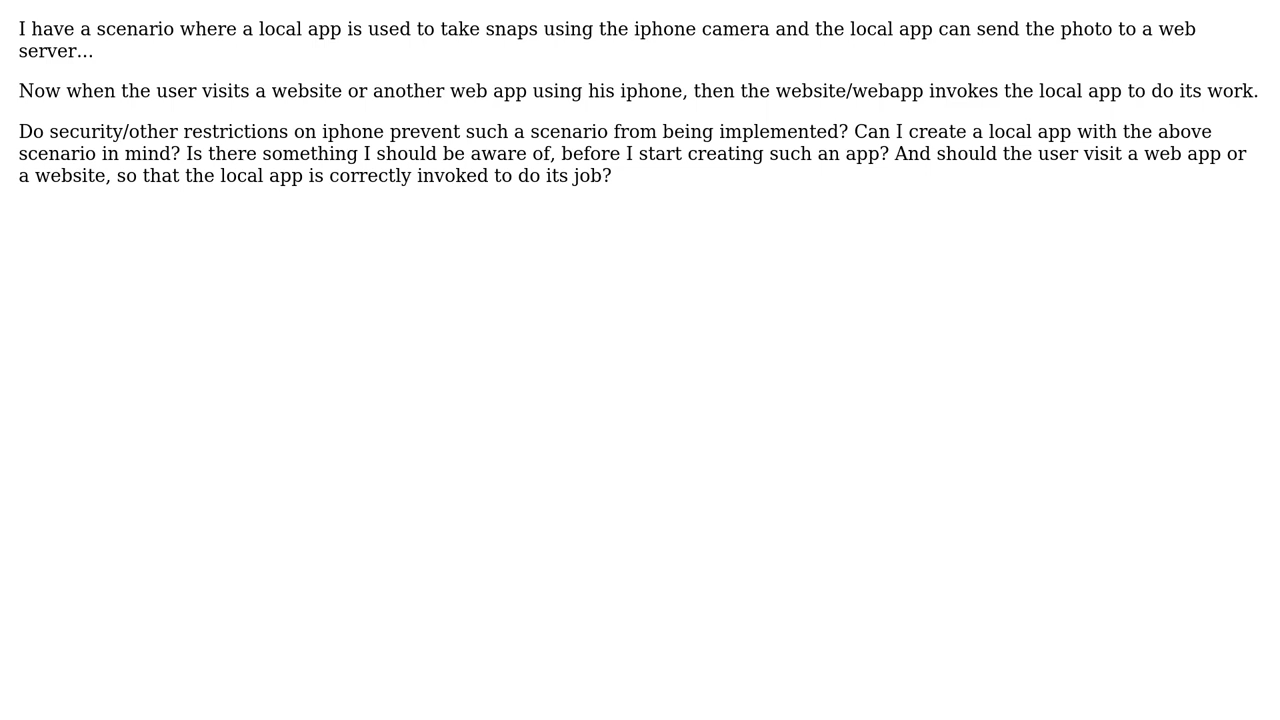 I have a scenario where a local app is used to take snaps using the iphone camera and the local app can send the photo to a web
server...
Now when the user visits a website or another web app using his iphone, then the website/webapp invokes the local app to do its work.
Do security/other restrictions on iphone prevent such a scenario from being implemented? Can I create a local app with the above
scenario in mind? Is there something I should be aware of, before I start creating such an app? And should the user visit a web app or
a website, so that the local app is correctly invoked to do its job?